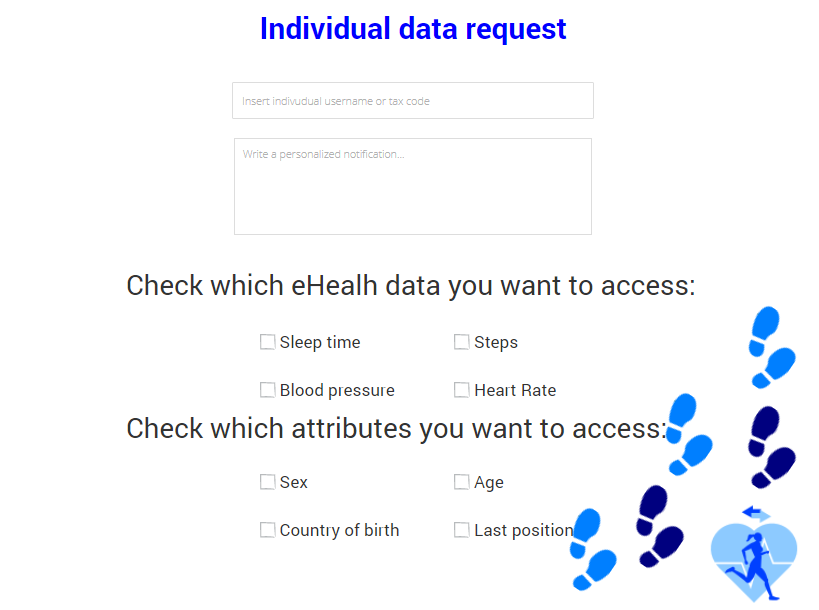 Individual data request
Insert indivudual username or tax code
Write a personalized notification...
Check which eHealh data you want to access:
Sleep time Steps
Blood pressure Heart Rate
Check which attributes you want to access:
Sex Age
Country of birth Last position